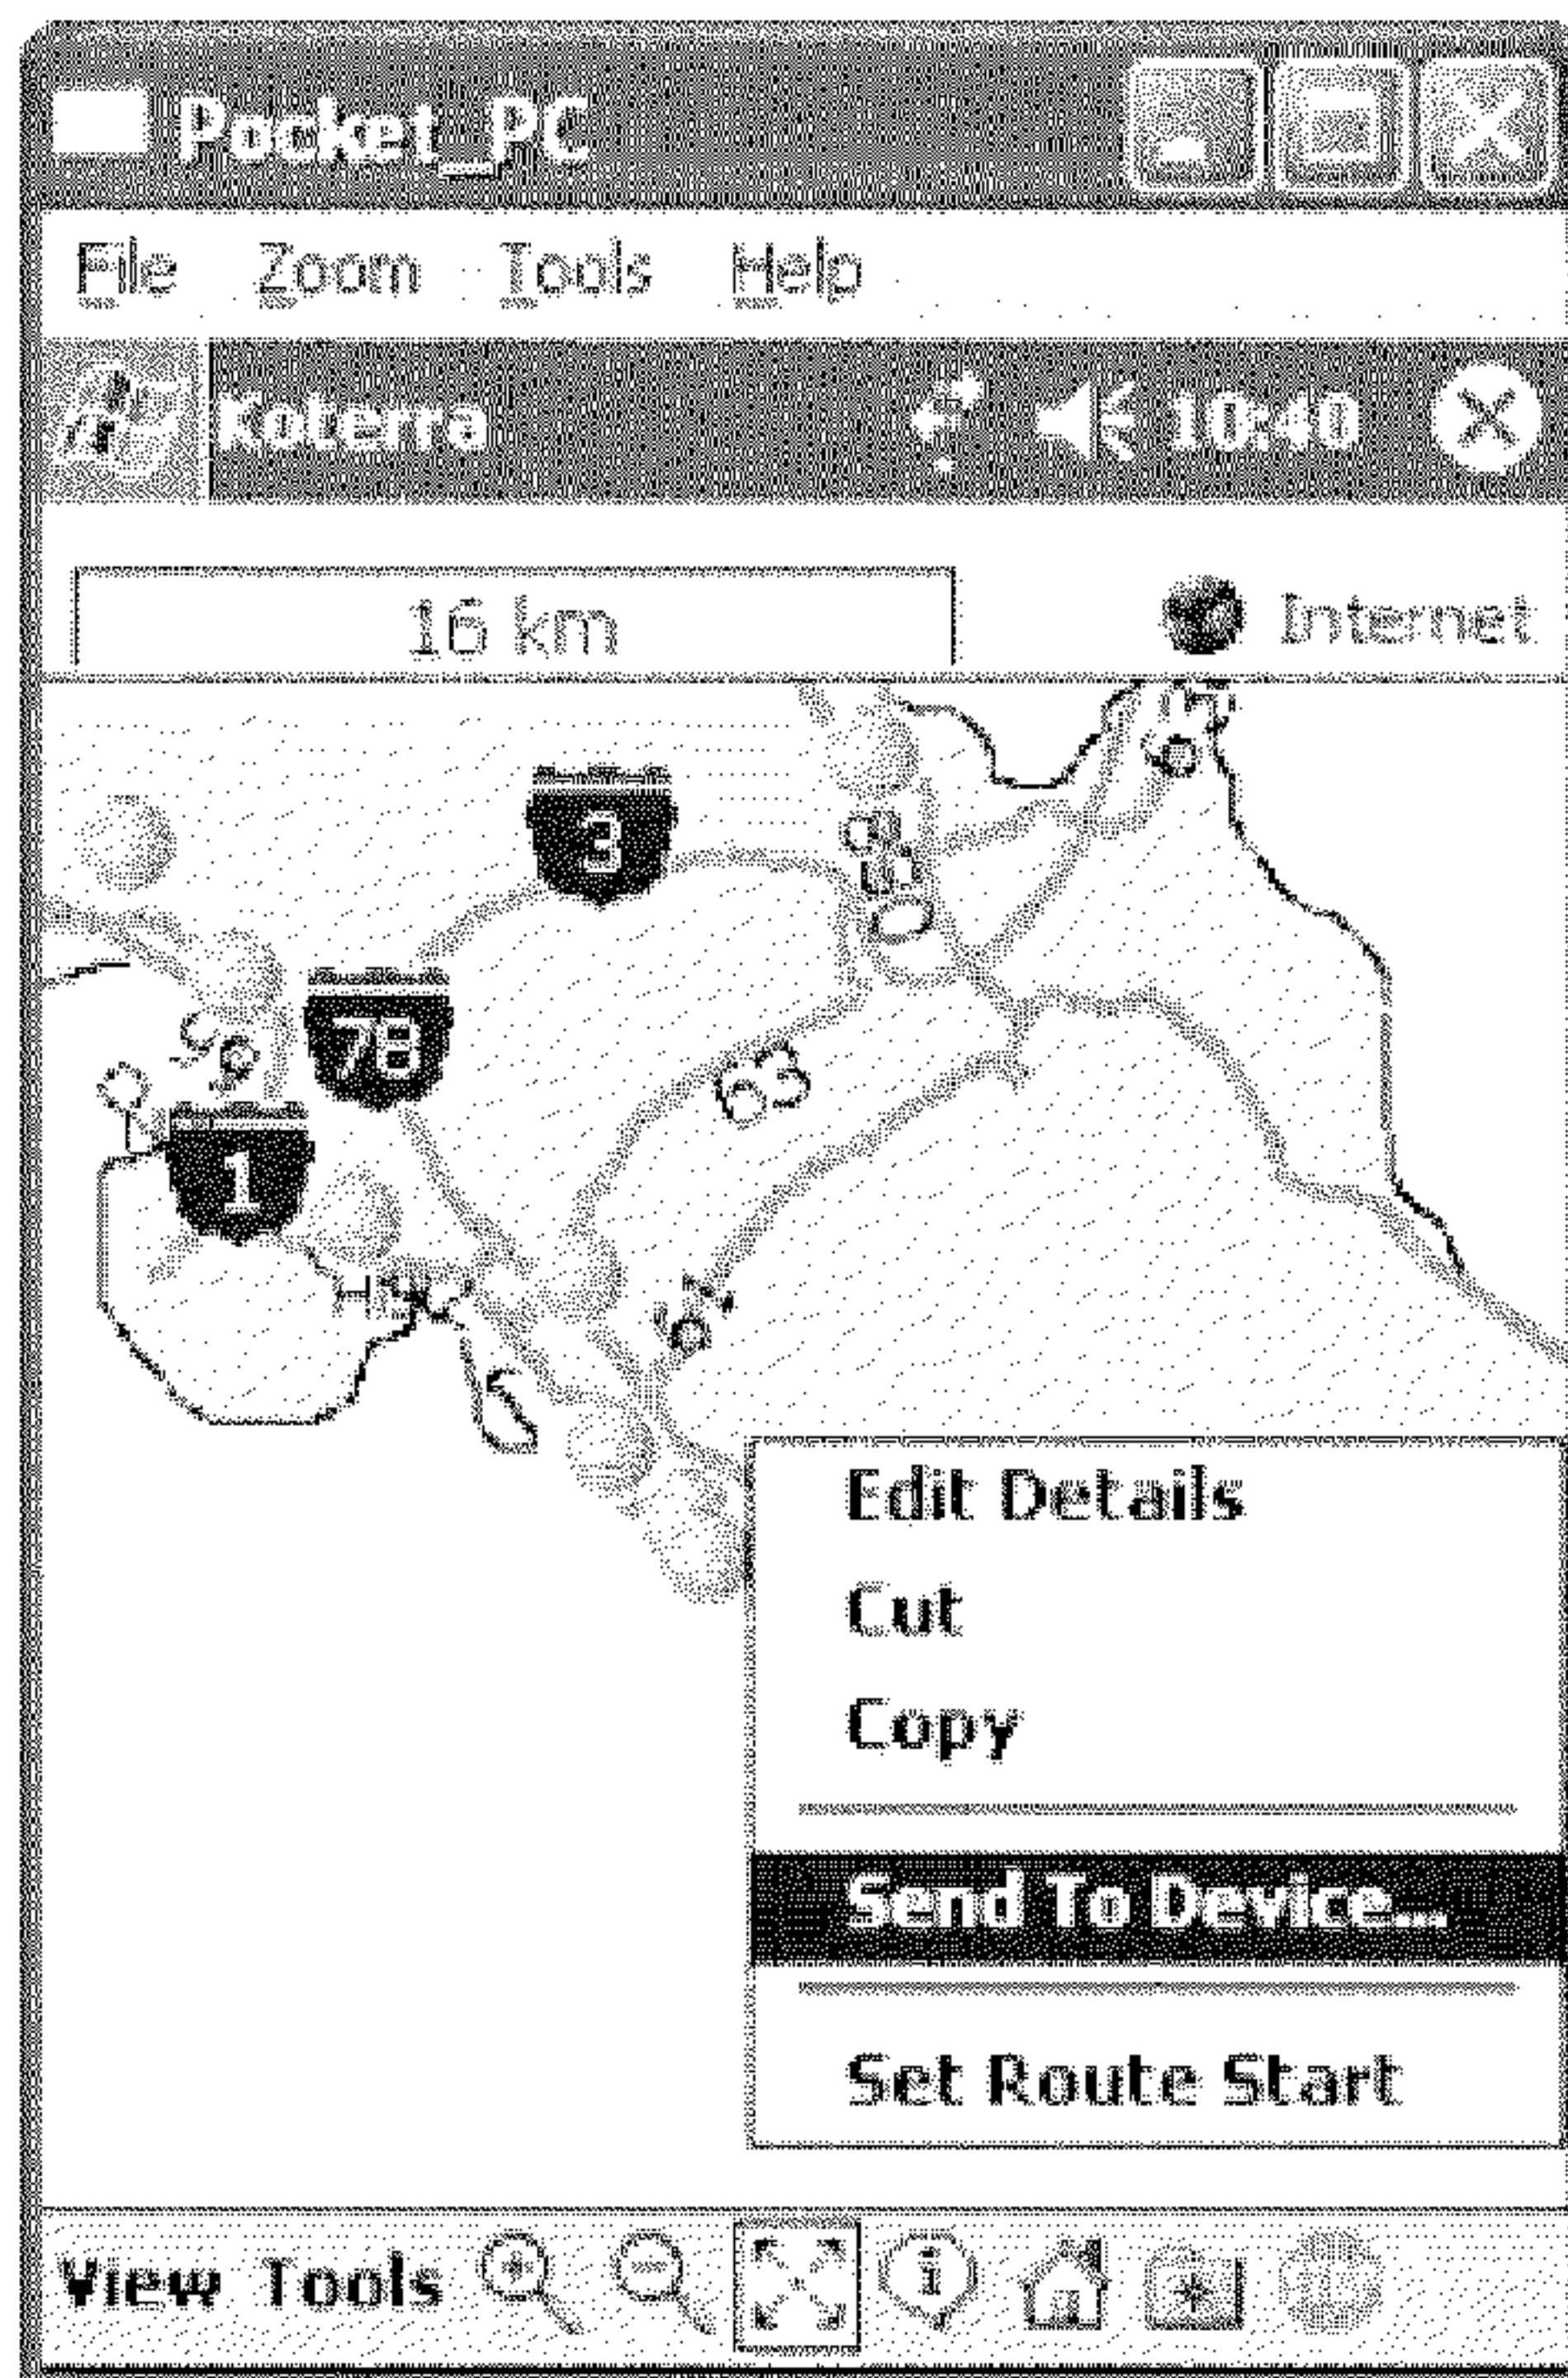 Pocket_PC
File Zoom Tools Help
Koterra 10:40
16 km Internet
3
78
63
1
Edit Details
Cut
Copy
Send To Device...
Set Route Start
View Tools